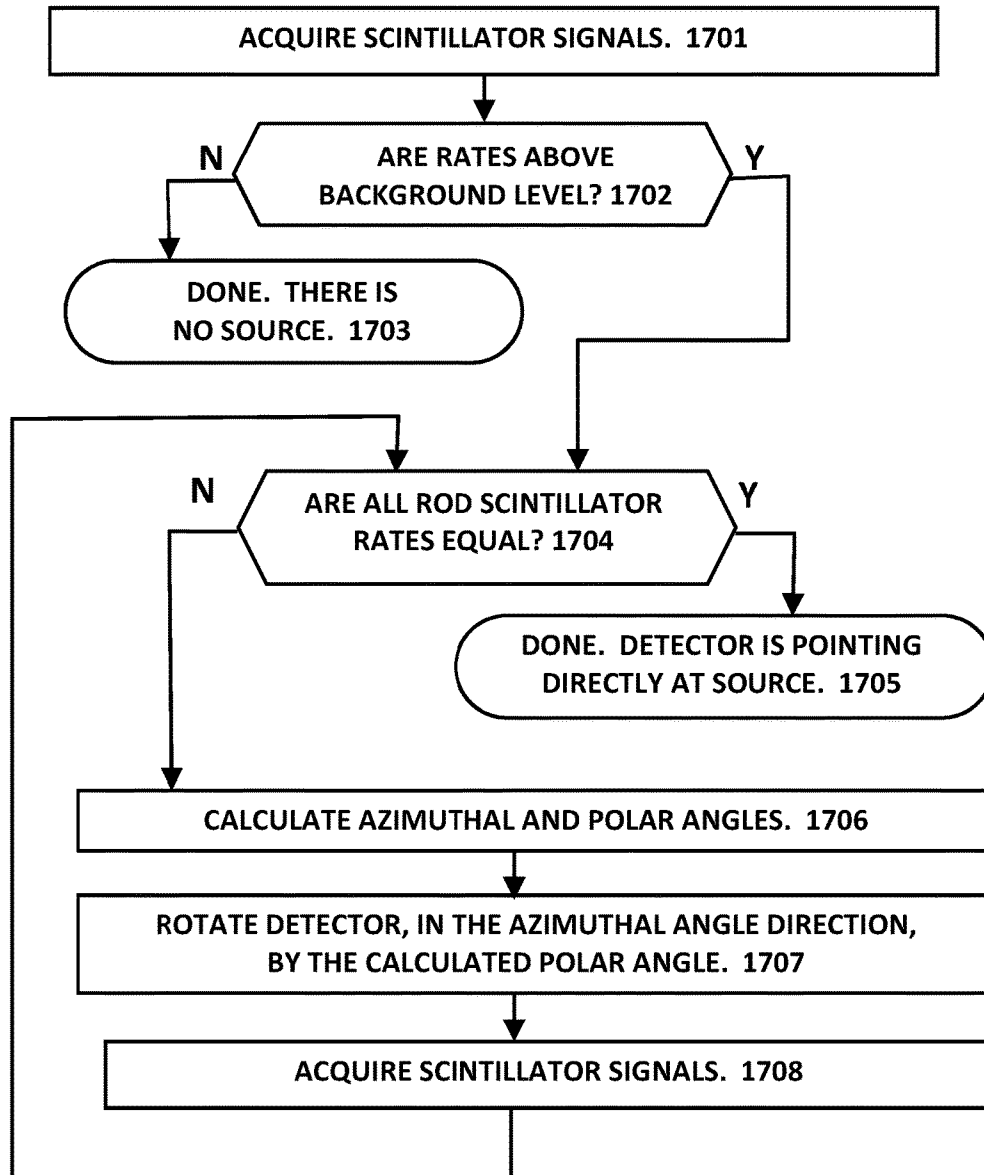 ACQUIRE SCINTILLATOR SIGNALS. 1701
N
Y
ARE RATES ABOVE
BACKGROUND LEVEL? 1702
DONE. THERE IS
NO SOURCE. 1703
N
Y
ARE ALL ROD SCINTILLATOR
RATES EQUAL? 1704
DONE. DETECTOR IS POINTING
DIRECTLY AT SOURCE. 1705
CALCULATE AZIMUTHAL AND POLAR ANGLES. 1706
ROTATE DETECTOR, IN THE AZIMUTHAL ANGLE DIRECTION,
BY THE CALCULATED POLAR ANGLE. 1707
ACQUIRE SCINTILLATOR SIGNALS. 1708